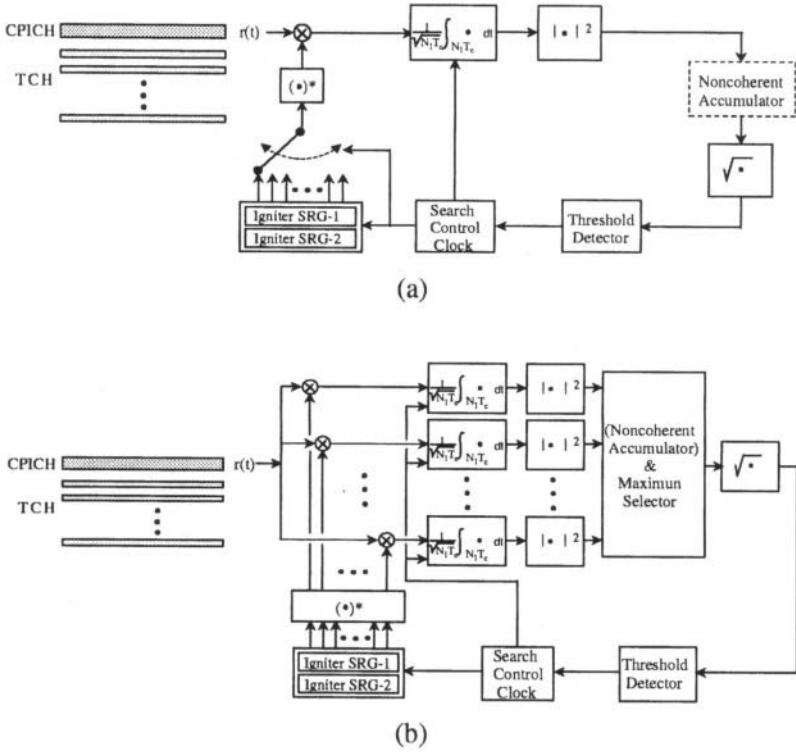 CPICH
TCH
r(t)
(•)*
1/√N₁Tc ∫N₁Tc • dt
| • |²
Noncoherent
Accumulator
√•
Threshold
Detector
Search
Control
Clock
Igniter SRG-1
Igniter SRG-2
(a)
CPICH
TCH
r(t)
1/√N₁Tc ∫N₁Tc • dt
| • |²
1/√N₁Tc ∫N₁Tc • dt
| • |²
1/√N₁Tc ∫N₁Tc • dt
| • |²
(Noncoherent
Accumulator)
&
Maximun
Selector
√•
(•)*
Igniter SRG-1
Igniter SRG-2
Search
Control
Clock
Threshold
Detector
(b)